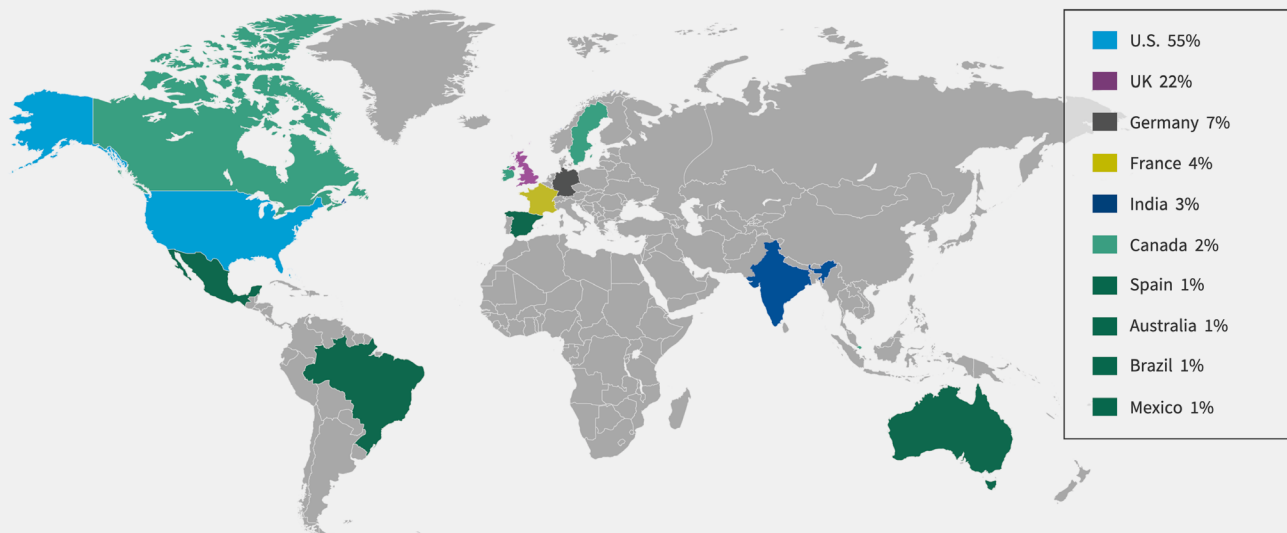 U.S. 55%
UK 22%
Germany 7%
France 4%
India 3%
Canada 2%
Spain 1%
Australia 1%
Brazil 1%
Mexico 1%